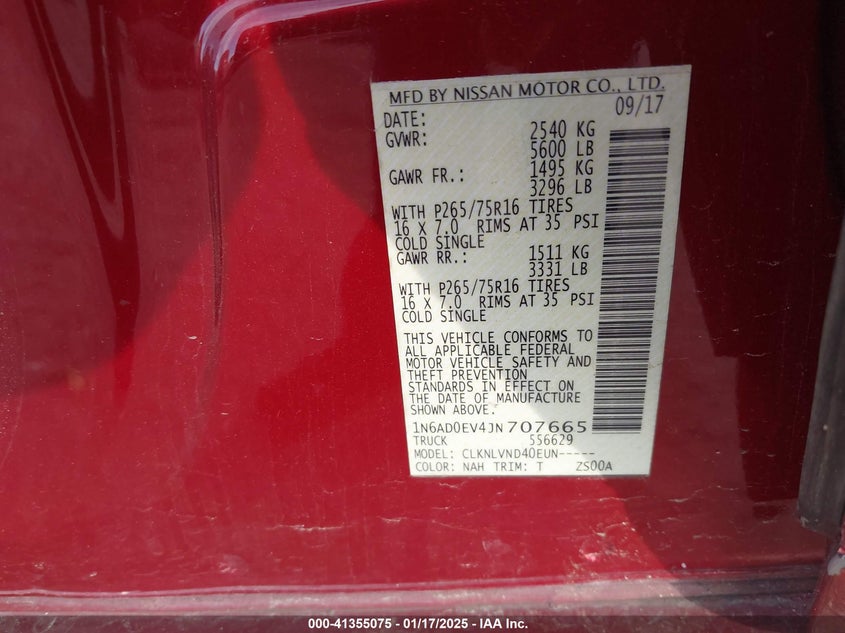 MFD BY NISSAN MOTOR CO., LTD.
DATE: 09/17
GVWR: 2540 KG
5600 LB
GAWR FR.: 1495 KG
3296 LB
WITH P265/75R16 TIRES
16 X 7.0 RIMS AT 35 PSI
COLD SINGLE
GAWR RR.: 1511 KG
3331 LB
WITH P265/75R16 TIRES
16 X 7.0 RIMS AT 35 PSI
COLD SINGLE
THIS VEHICLE CONFORMS TO
ALL APPLICABLE FEDERAL
MOTOR VEHICLE SAFETY AND
THEFT PREVENTION
STANDARDS IN EFFECT ON
THE DATE OF MANUFACTURE
SHOWN ABOVE.
1N6AD0EV4JN707665
TRUCK 556629
MODEL: CLKNLVND40EUN-----
COLOR: NAH TRIM: T ZS00A
000-41355075 - 01/17/2025 - IAA Inc.